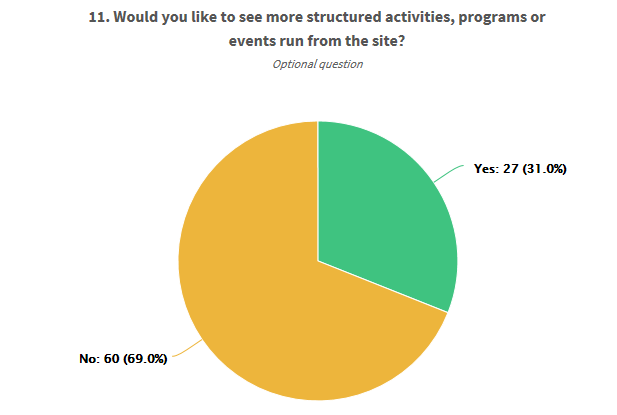 11. Would you like to see more structured activities, programs or
events run from the site?
Optional question
Yes: 27 (31.0%)
No: 60 (69.0%)